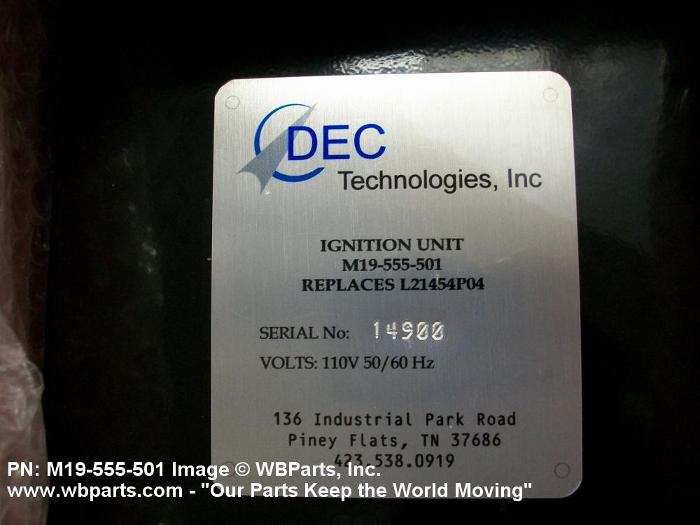 DEC
Technologies, Inc
IGNITION UNIT
M19-555-501
REPLACES L21454P04
SERIAL No: 14900
VOLTS: 110V 50/60 Hz
136 Industrial Park Road
Piney Flats, TN 37686
423.538.0919
PN: M19-555-501 Image © WBParts, Inc.
www.wbparts.com - "Our Parts Keep the World Moving"